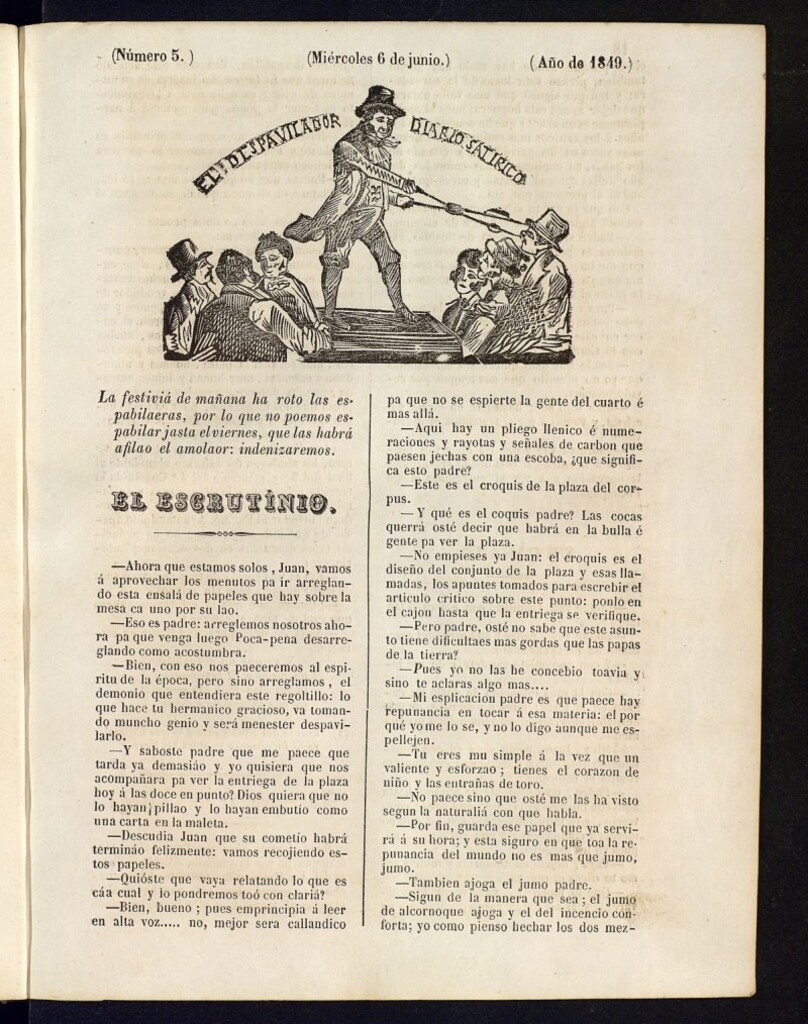 (Número 5.)
(Miércoles 6 de junio.)
(Año de 1849.)
EL DESPAVILADOR
DIARIO SATIRICO
La festiviá de mañana ha roto las es-
pabilaeras, por lo que no poemos es-
pabilar jasta el viernes, que las habrá
afilao el amolaor: indenizaremos.
EL ESCRUTÍNIO.
—Ahora que estamos solos, Juan, vamos
á aprovechar los menutos pa ir arreglan-
do esta ensalá de papeles que hay sobre la
mesa ca uno por su lao.
—Eso es padre: arreglemos nosotros aho-
ra pa que venga luego Poca-pena desarre-
glando como acostumbra.
—Bien, con eso nos paeceremos al espi-
ritu de la época, pero sino arreglamos, el
demonio que entendiera este regoltillo: lo
que hace tu hermanico gracioso, va toman-
do muncho genio y será menester despavi-
larlo.
—Y saboste padre que me paece que
tarda ya demasiáo y yo quisiera que nos
acompañara pa ver la entriega de la plaza
hoy á las doce en punto? Dios quiera que no
lo hayan pillao y lo hayan embutio como
una carta en la maleta.
—Descudia Juan que su cometío habrá
termináo felizmente: vamos recojiendo es-
tos papeles.
—Quióste que vaya relatando lo que es
cáa cual y lo pondremos toó con clariá?
—Bien, bueno; pues emprincipia á leer
en alta voz..... no, mejor sera callandico
pa que no se espierte la gente del cuarto é
mas allá.
—Aqui hay un pliego llenico é nume-
raciones y rayotas y señales de carbon que
paesen jechas con una escoba, ¿que signifi-
ca esto padre?
—Este es el croquis de la plaza del cor-
pus.
—Y qué es el coquis padre? Las cocas
querrá osté decir que habrá en la bulla é
gente pa ver la plaza.
—No empieses ya Juan: el croquis es el
diseño del conjunto de la plaza y esas lla-
madas, los apuntes tomados para escrebir el
articulo critico sobre este punto: ponlo en
el cajon hasta que la entriega se verifique.
—Pero padre, osté no sabe que este asun-
to tiene dificultaes mas gordas que las papas
de la tierra?
—Pues yo no las he concebio toavia y
sino te aclaras algo mas....
—Mi esplicacion padre es que paece hay
repunancia en tocar á esa materia: el por
qué yo me lo se, y no lo digo aunque me es-
pellejen.
—Tu eres mu simple á la vez que un
valiente y esforzao; tienes el corazon de
niño y las entrañas de toro.
—No paece sino que osté me las ha visto
segun la naturaliá con que habla.
—Por fin, guarda ese papel que ya servi-
rá á su hora; y esta siguro en que toa la re-
punancia del mundo no es mas que jumo,
jumo.
—Tambien ajoga el jumo padre.
—Sigun de la manera que sea; el jumo
de alcornoque ajoga y el del incencio con-
forta; yo como pienso hechar los dos mez-